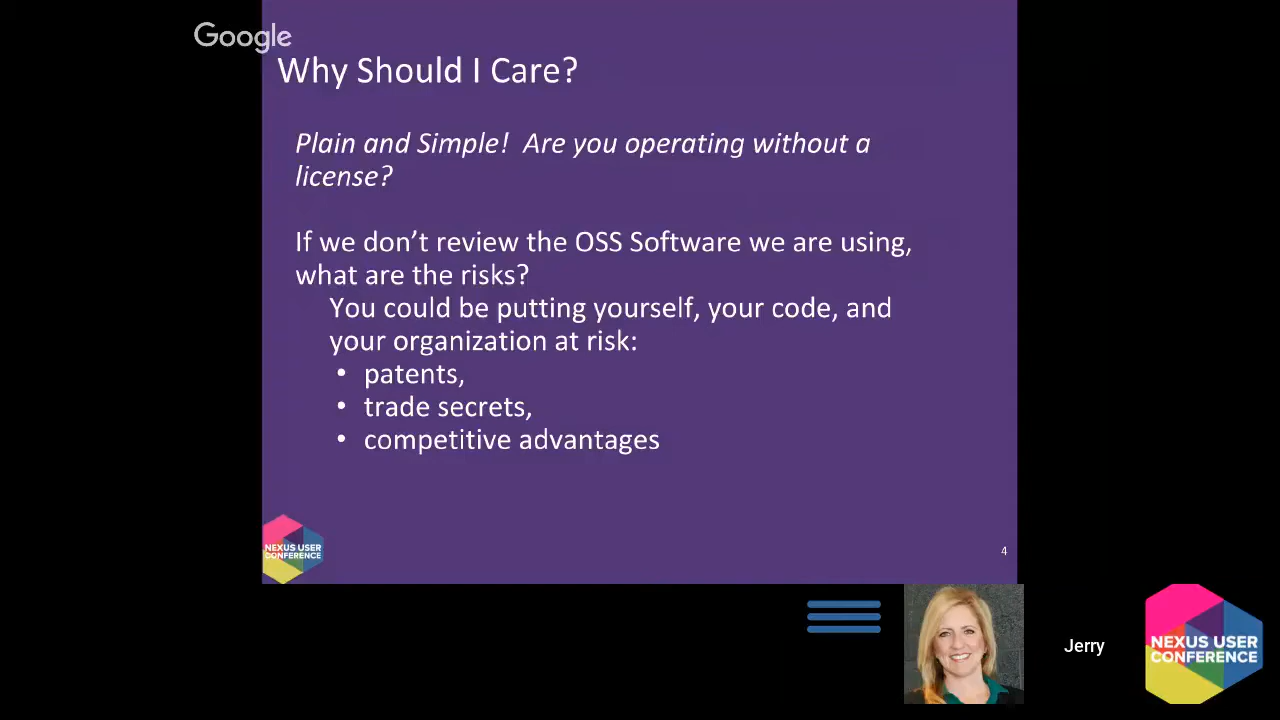 Google
Why Should I Care?
Plain and Simple!  Are you operating without a
license?
If we don’t review the OSS Software we are using,
what are the risks?
You could be putting yourself, your code, and
your organization at risk:
• patents,
• trade secrets,
• competitive advantages
NEXUS USER
CONFERENCE
4
Jerry
NEXUS USER
CONFERENCE